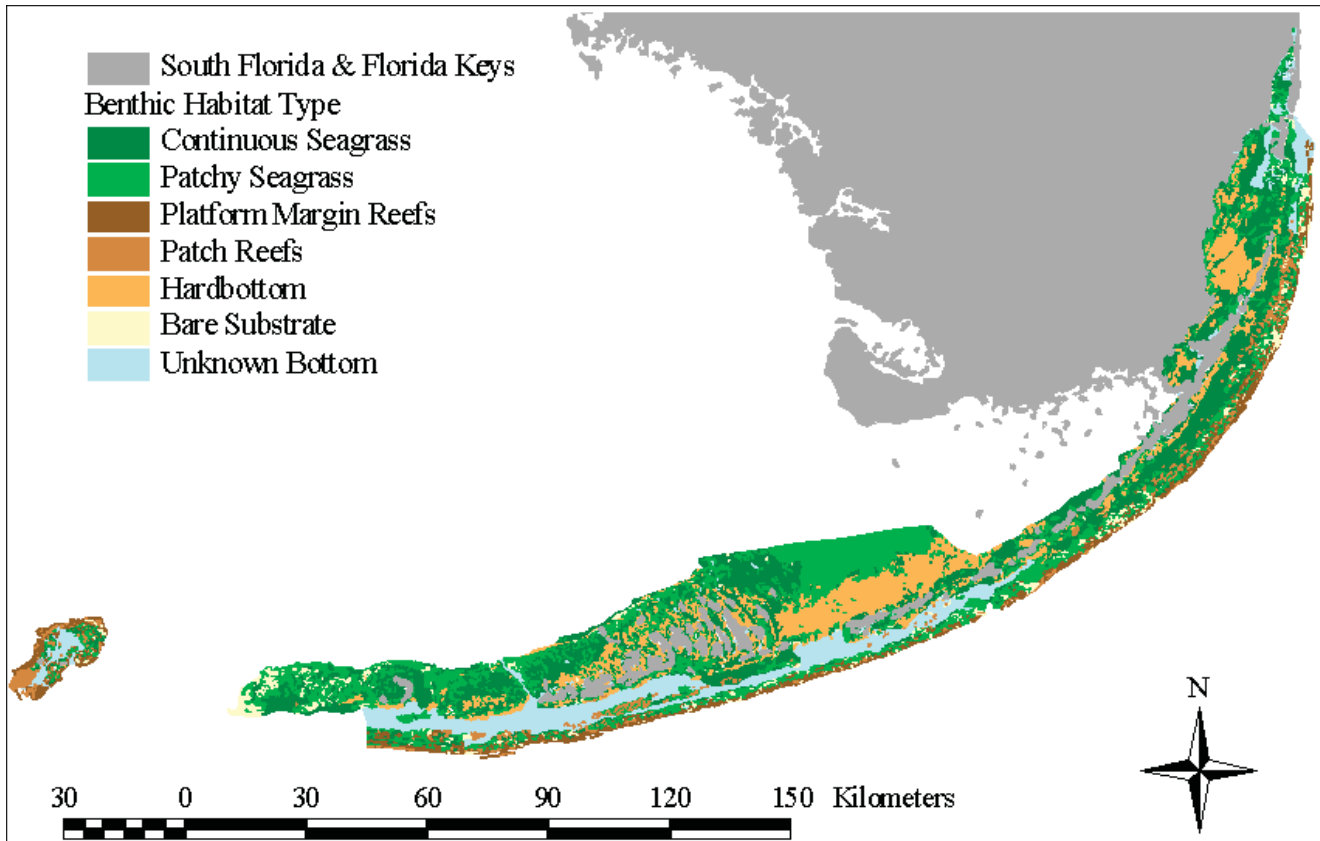 South Florida & Florida Keys
Benthic Habitat Type
Continuous Seagrass
Patchy Seagrass
Platform Margin Reefs
Patch Reefs
Hardbottom
Bare Substrate
Unknown Bottom
N
30 0 30 60 90 120 150 Kilometers